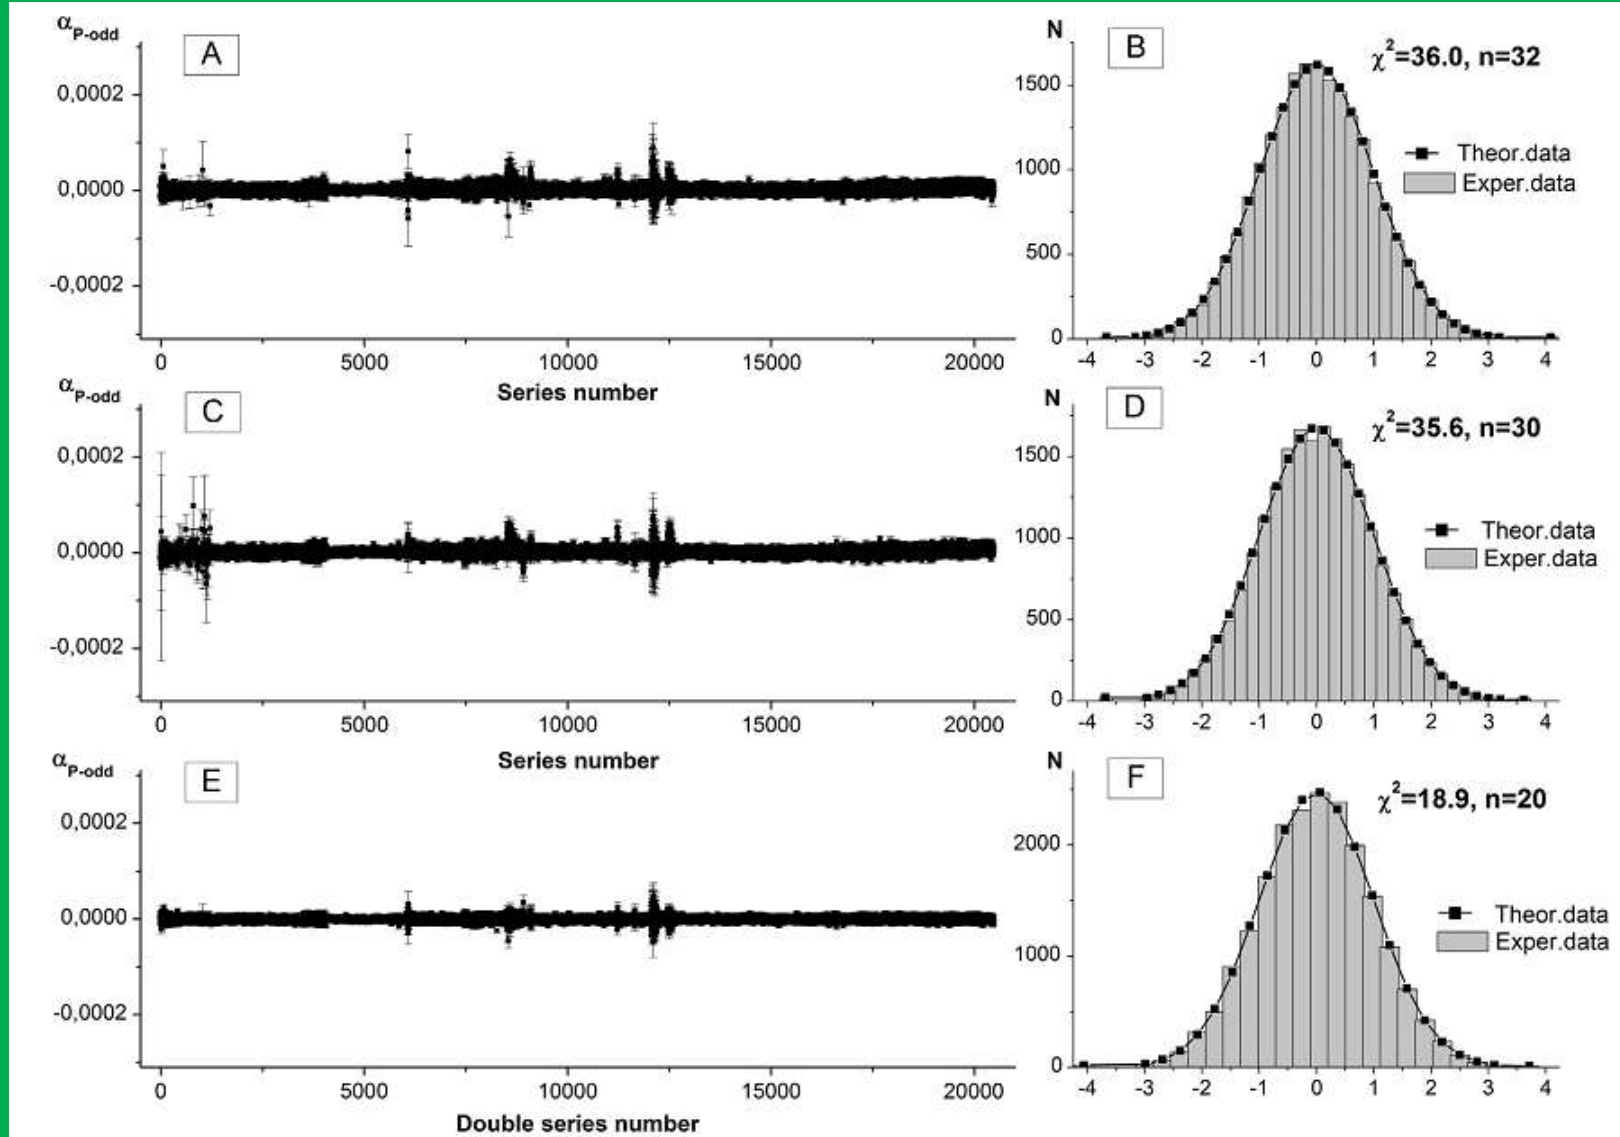 α P-odd
A
0,0002
0,0000
-0,0002
0 5000 10000 15000 20000
Series number
N
B
χ²=36.0, n=32
1500
1000
500
0
Theor.data
Exper.data
-4 -3 -2 -1 0 1 2 3 4
α P-odd
C
0,0002
0,0000
-0,0002
0 5000 10000 15000 20000
Series number
N
D
χ²=35.6, n=30
1500
1000
500
0
Theor.data
Exper.data
-4 -3 -2 -1 0 1 2 3 4
α P-odd
E
0,0002
0,0000
-0,0002
0 5000 10000 15000 20000
Double series number
N
F
χ²=18.9, n=20
2000
1000
0
Theor.data
Exper.data
-4 -3 -2 -1 0 1 2 3 4